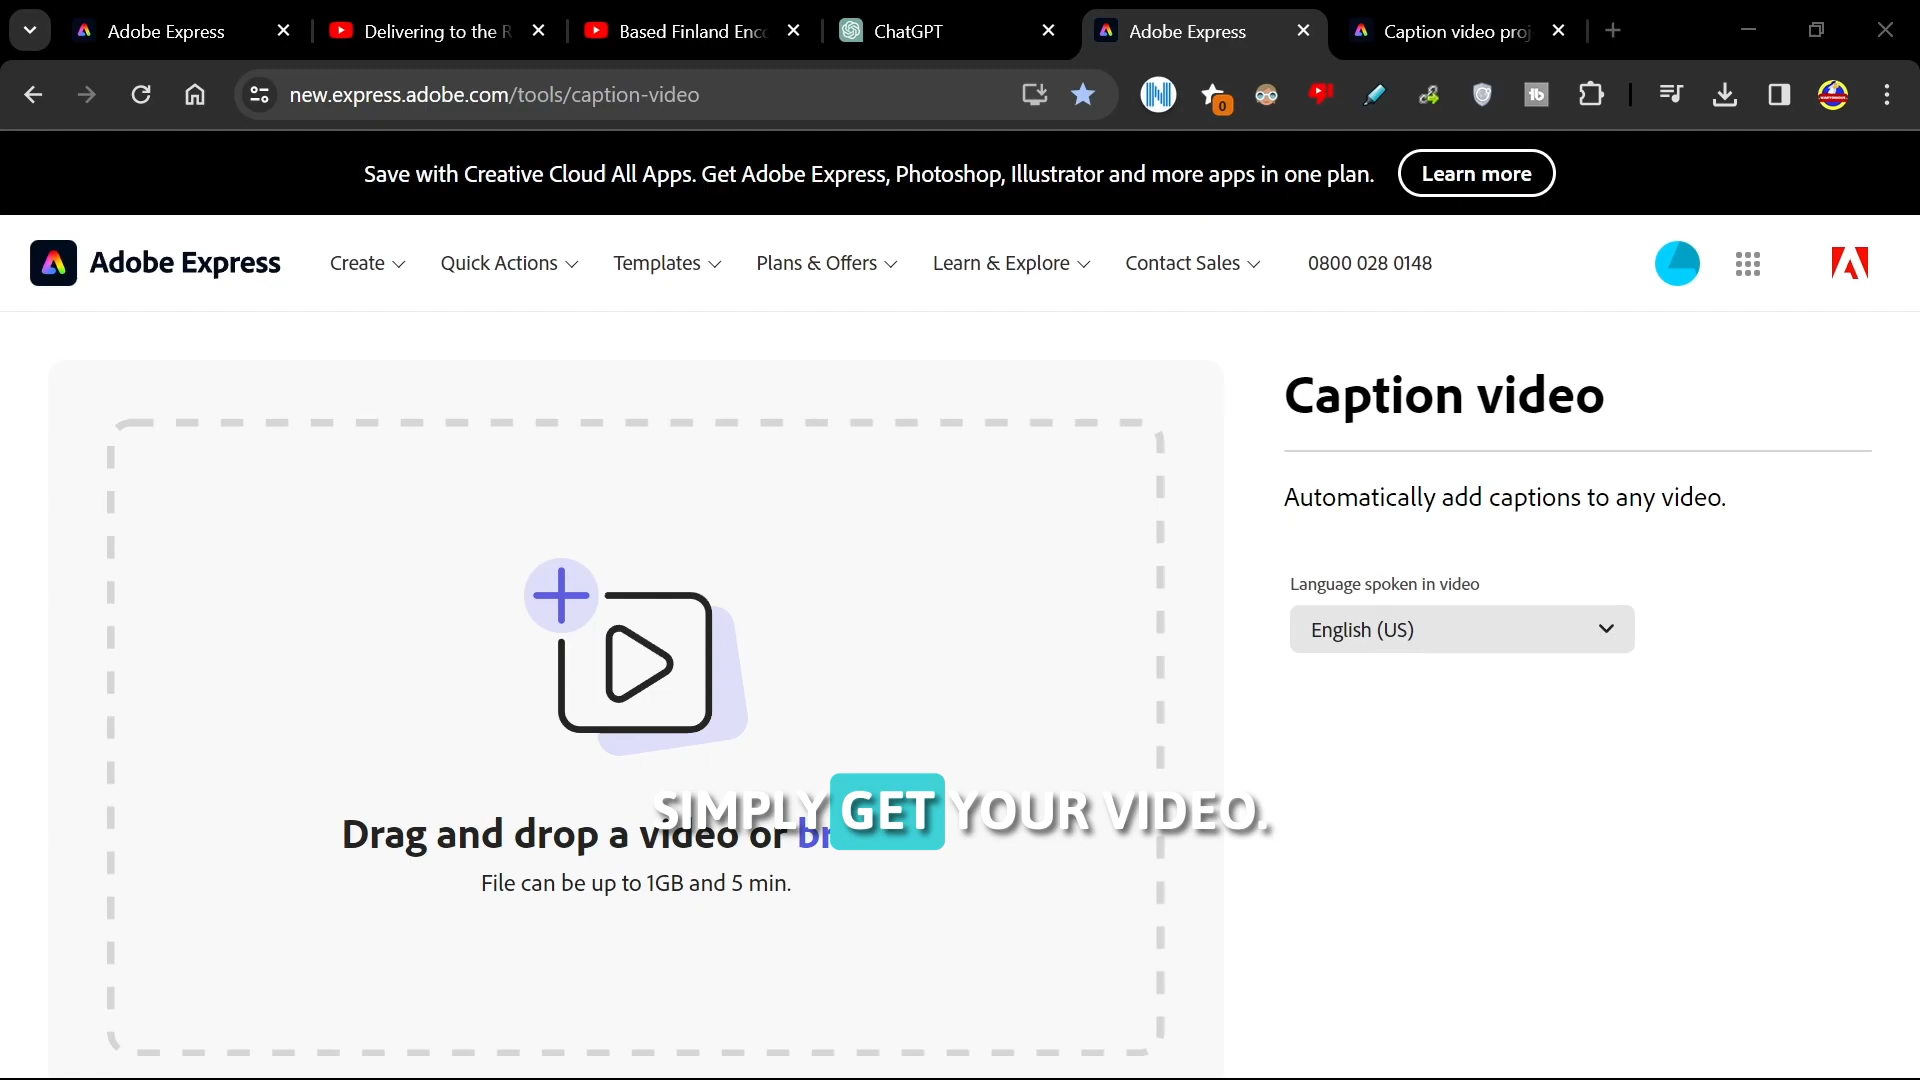 Adobe Express
Delivering to the R
Based Finland Enc
ChatGPT
Adobe Express
Caption video proj
new.express.adobe.com/tools/caption-video
0
tb
Save with Creative Cloud All Apps. Get Adobe Express, Photoshop, Illustrator and more apps in one plan.
Learn more
Adobe Express
Create
Quick Actions
Templates
Plans & Offers
Learn & Explore
Contact Sales
0800 028 0148
Caption video
Automatically add captions to any video.
Language spoken in video
English (US)
SIMPLY GET YOUR VIDEO.
Drag and drop a video or br
File can be up to 1GB and 5 min.